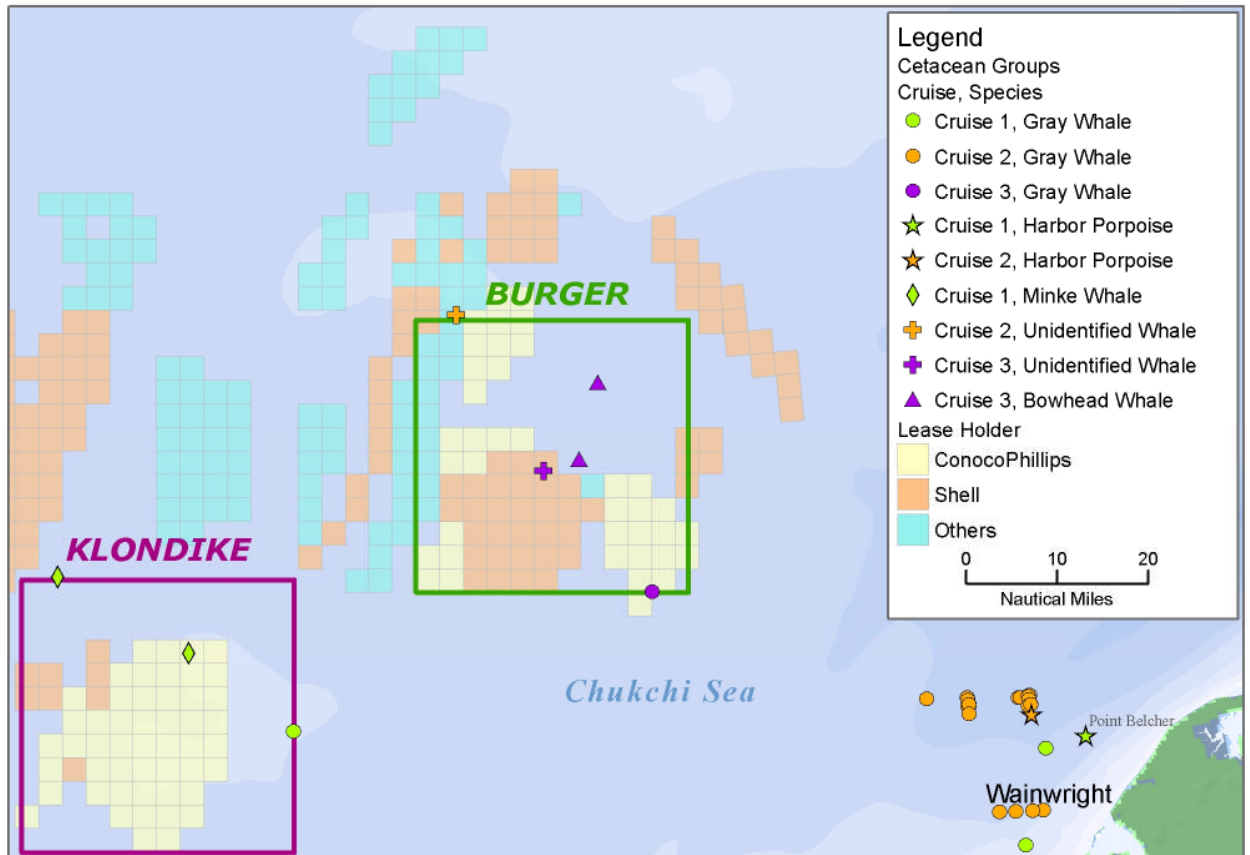 Legend
Cetacean Groups
Cruise, Species
Cruise 1, Gray Whale
Cruise 2, Gray Whale
Cruise 3, Gray Whale
Cruise 1, Harbor Porpoise
Cruise 2, Harbor Porpoise
Cruise 1, Minke Whale
Cruise 2, Unidentified Whale
Cruise 3, Unidentified Whale
Cruise 3, Bowhead Whale
Lease Holder
ConocoPhillips
Shell
Others
0 10 20
Nautical Miles
BURGER
KLONDIKE
Chukchi Sea
Point Belcher
Wainwright